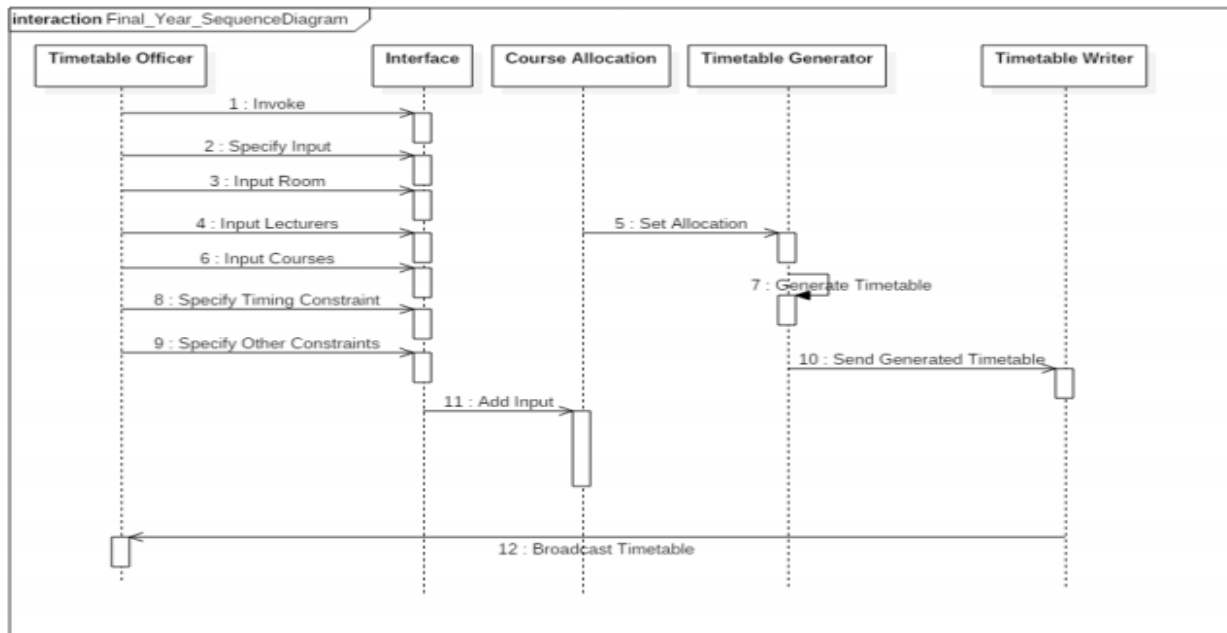 interaction Final_Year_SequenceDiagram
Timetable Officer
Interface
Course Allocation
Timetable Generator
Timetable Writer
1 : Invoke
2 : Specify Input
3 : Input Room
4 : Input Lecturers
5 : Set Allocation
6 : Input Courses
7 : Generate Timetable
8 : Specify Timing Constraint
9 : Specify Other Constraints
10 : Send Generated Timetable
11 : Add Input
12 : Broadcast Timetable